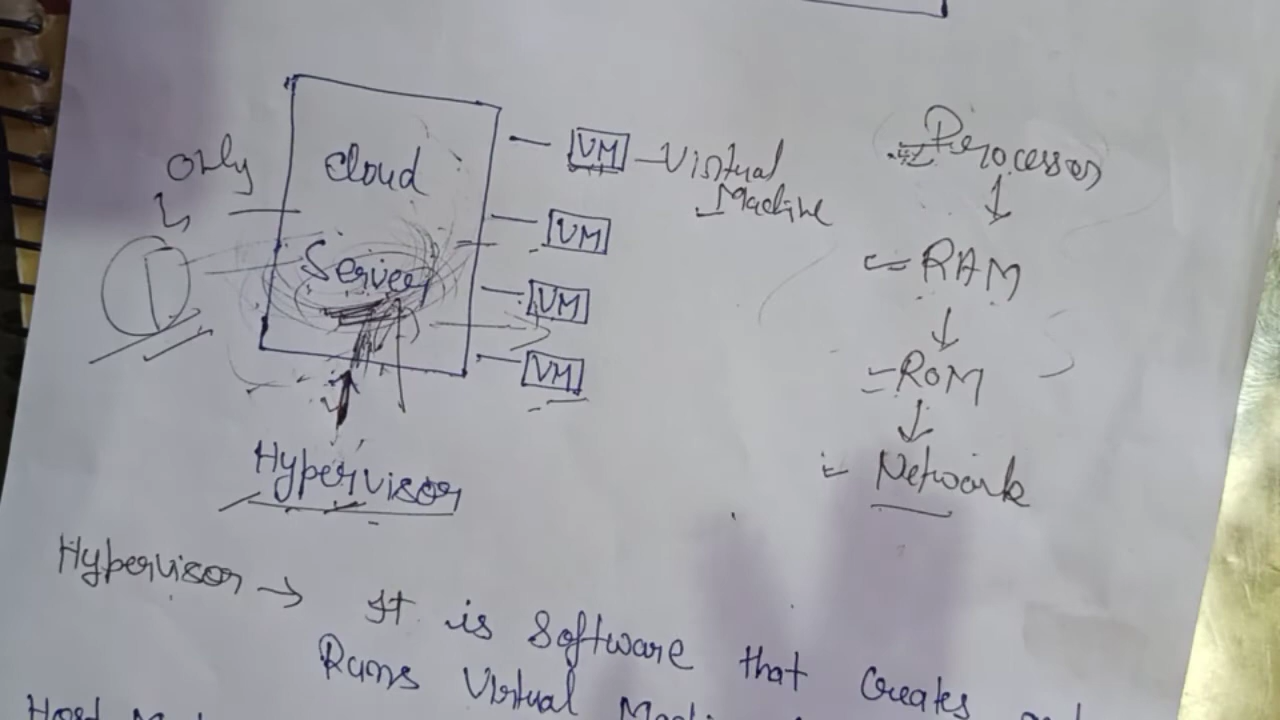 only
Cloud
Server
VM
Virtual
Machine
VM
VM
VM
Processor
RAM
ROM
Network
Hypervisor
Hypervisor → It is Software that Creates
Runs Virtual